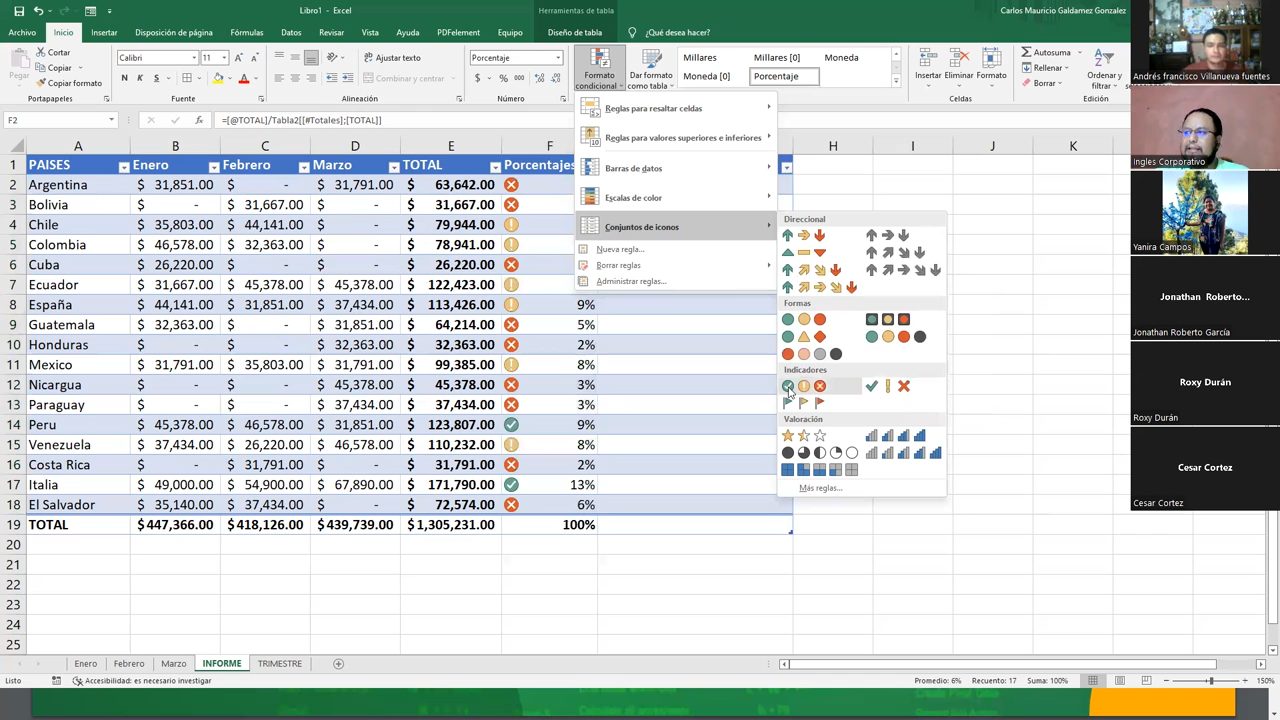 Libro1 - Excel
Herramientas de tabla
Carlos Mauricio Galdamez Gonzalez
Archivo Inicio Insertar Disposición de página Fórmulas Datos Revisar Vista Ayuda PDFelement Equipo Diseño de tabla ¿Qué desea hacer?
Pegar
Cortar
Copiar
Copiar formato
Portapapeles
Calibri 11
N K S
Fuente
Ajustar texto
Combinar y centrar
Alineación
Porcentaje
$ % 000
Número
Formato condicional
Dar formato como tabla
Millares Millares [0] Moneda
Moneda [0] Porcentaje
Insertar Eliminar Formato
Celdas
Autosuma
Rellenar
Borrar
Ordenar y
Edición
F2
=[@TOTAL]/Tabla2[[#Totales];[TOTAL]]
A B C D E F H I J K
1 PAISES Enero Febrero Marzo TOTAL Porcentajes
2 Argentina $ 31,851.00 $ - $ 31,791.00 $ 63,642.00
3 Bolivia $ - $ 31,667.00 $ - $ 31,667.00
4 Chile $ 35,803.00 $ 44,141.00 $ - $ 79,944.00
5 Colombia $ 46,578.00 $ 32,363.00 $ - $ 78,941.00
6 Cuba $ 26,220.00 $ - $ - $ 26,220.00
7 Ecuador $ 31,667.00 $ 45,378.00 $ 45,378.00 $ 122,423.00
8 España $ 44,141.00 $ 31,851.00 $ 37,434.00 $ 113,426.00 9%
9 Guatemala $ 32,363.00 $ - $ 31,851.00 $ 64,214.00 5%
10 Honduras $ - $ - $ 32,363.00 $ 32,363.00 2%
11 Mexico $ 31,791.00 $ 35,803.00 $ 31,791.00 $ 99,385.00 8%
12 Nicargua $ - $ - $ 45,378.00 $ 45,378.00 3%
13 Paraguay $ - $ - $ 37,434.00 $ 37,434.00 3%
14 Peru $ 45,378.00 $ 46,578.00 $ 31,851.00 $ 123,807.00 9%
15 Venezuela $ 37,434.00 $ 26,220.00 $ 46,578.00 $ 110,232.00 8%
16 Costa Rica $ - $ 31,791.00 $ - $ 31,791.00 2%
17 Italia $ 49,000.00 $ 54,900.00 $ 67,890.00 $ 171,790.00 13%
18 El Salvador $ 35,140.00 $ 37,434.00 $ - $ 72,574.00 6%
19 TOTAL $ 447,366.00 $ 418,126.00 $ 439,739.00 $ 1,305,231.00 100%
20
21
22
23
24
25
Reglas para resaltar celdas
Reglas para valores superiores e inferiores
Barras de datos
Escalas de color
Conjuntos de iconos
Nueva regla...
Borrar reglas
Administrar reglas...
Direccional
Formas
Indicadores
Valoración
Más reglas...
Andrés francisco Villanueva fuentes
Ingles Corporativo
Yanira Campos
Jonathan Roberto...
Jonathan Roberto García
Roxy Durán
Roxy Durán
Cesar Cortez
Cesar Cortez
Enero Febrero Marzo INFORME TRIMESTRE
Listo
Accesibilidad: es necesario investigar
Promedio: 6% Recuento: 17 Suma: 100%
150%